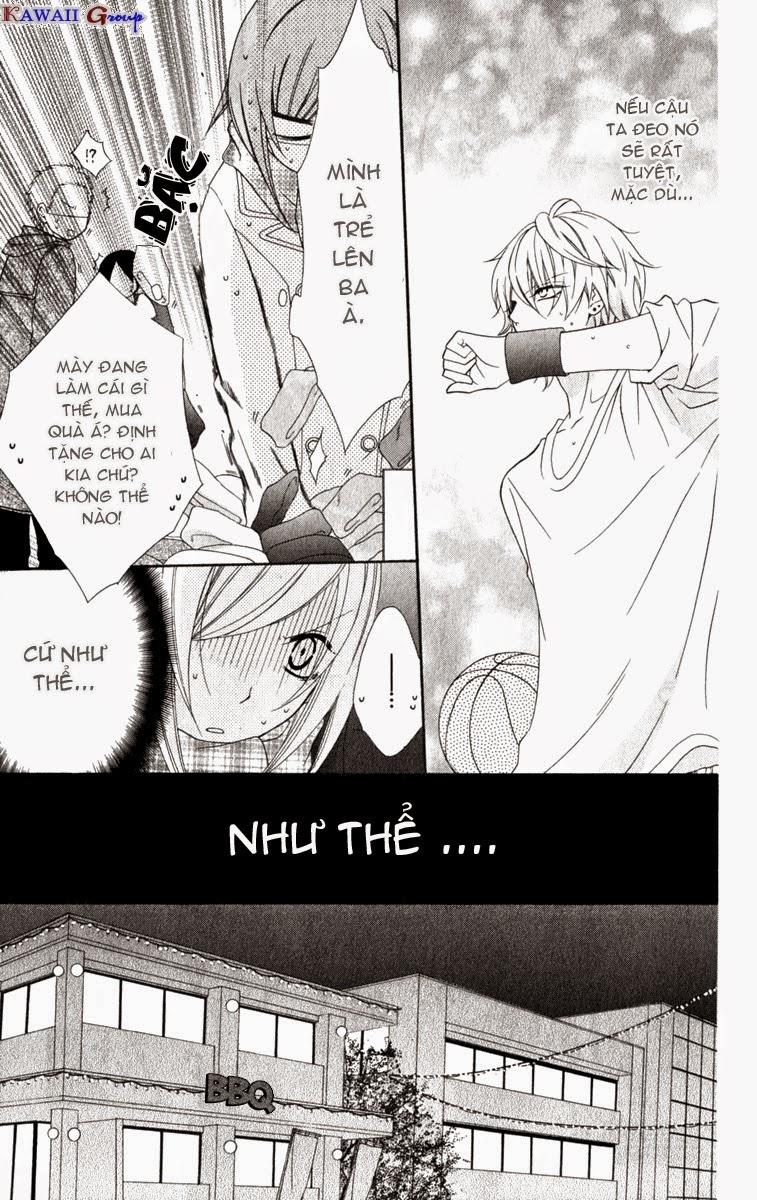 KAWAII Group
NẾU CẬU
TA ĐEO NÓ
SẼ RẤT
TUYỆT,
MẶC DÙ...
MÌNH
LÀ TRẺ
LÊN BA
À.
BẶC
!?
MÀY ĐANG
LÀM CÁI GÌ
THẾ, MUA
QUÀ Á? ĐỊNH
TẶNG CHO AI
KIA CHỨ?
KHÔNG THỂ
NÀO!
......
CỨ NHƯ
THỂ...
NHƯ THỂ ....
BBQ